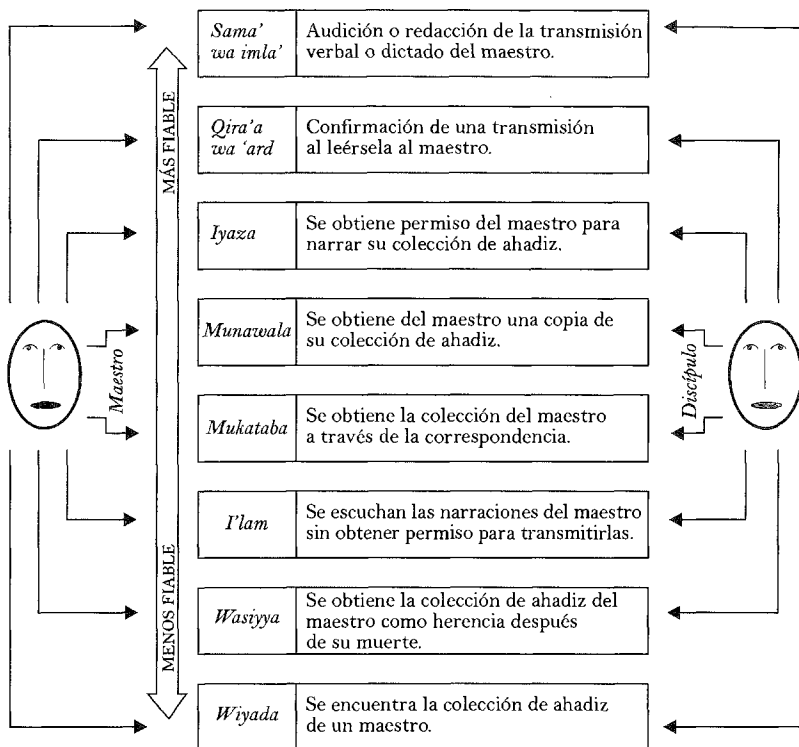 Sama’ wa imla’
Audición o redacción de la transmisión
verbal o dictado del maestro.
MÁS FIABLE
Qira’a wa ‘ard
Confirmación de una transmisión
al leérsela al maestro.
Iyaza
Se obtiene permiso del maestro para
narrar su colección de ahadiz.
Maestro
Munawala
Se obtiene del maestro una copia de
su colección de ahadiz.
Discípulo
Mukataba
Se obtiene la colección del maestro
a través de la correspondencia.
I’lam
Se escuchan las narraciones del maestro
sin obtener permiso para transmitirlas.
MENOS FIABLE
Wasiyya
Se obtiene la colección de ahadiz del
maestro como herencia después
de su muerte.
Wiyada
Se encuentra la colección de ahadiz
de un maestro.